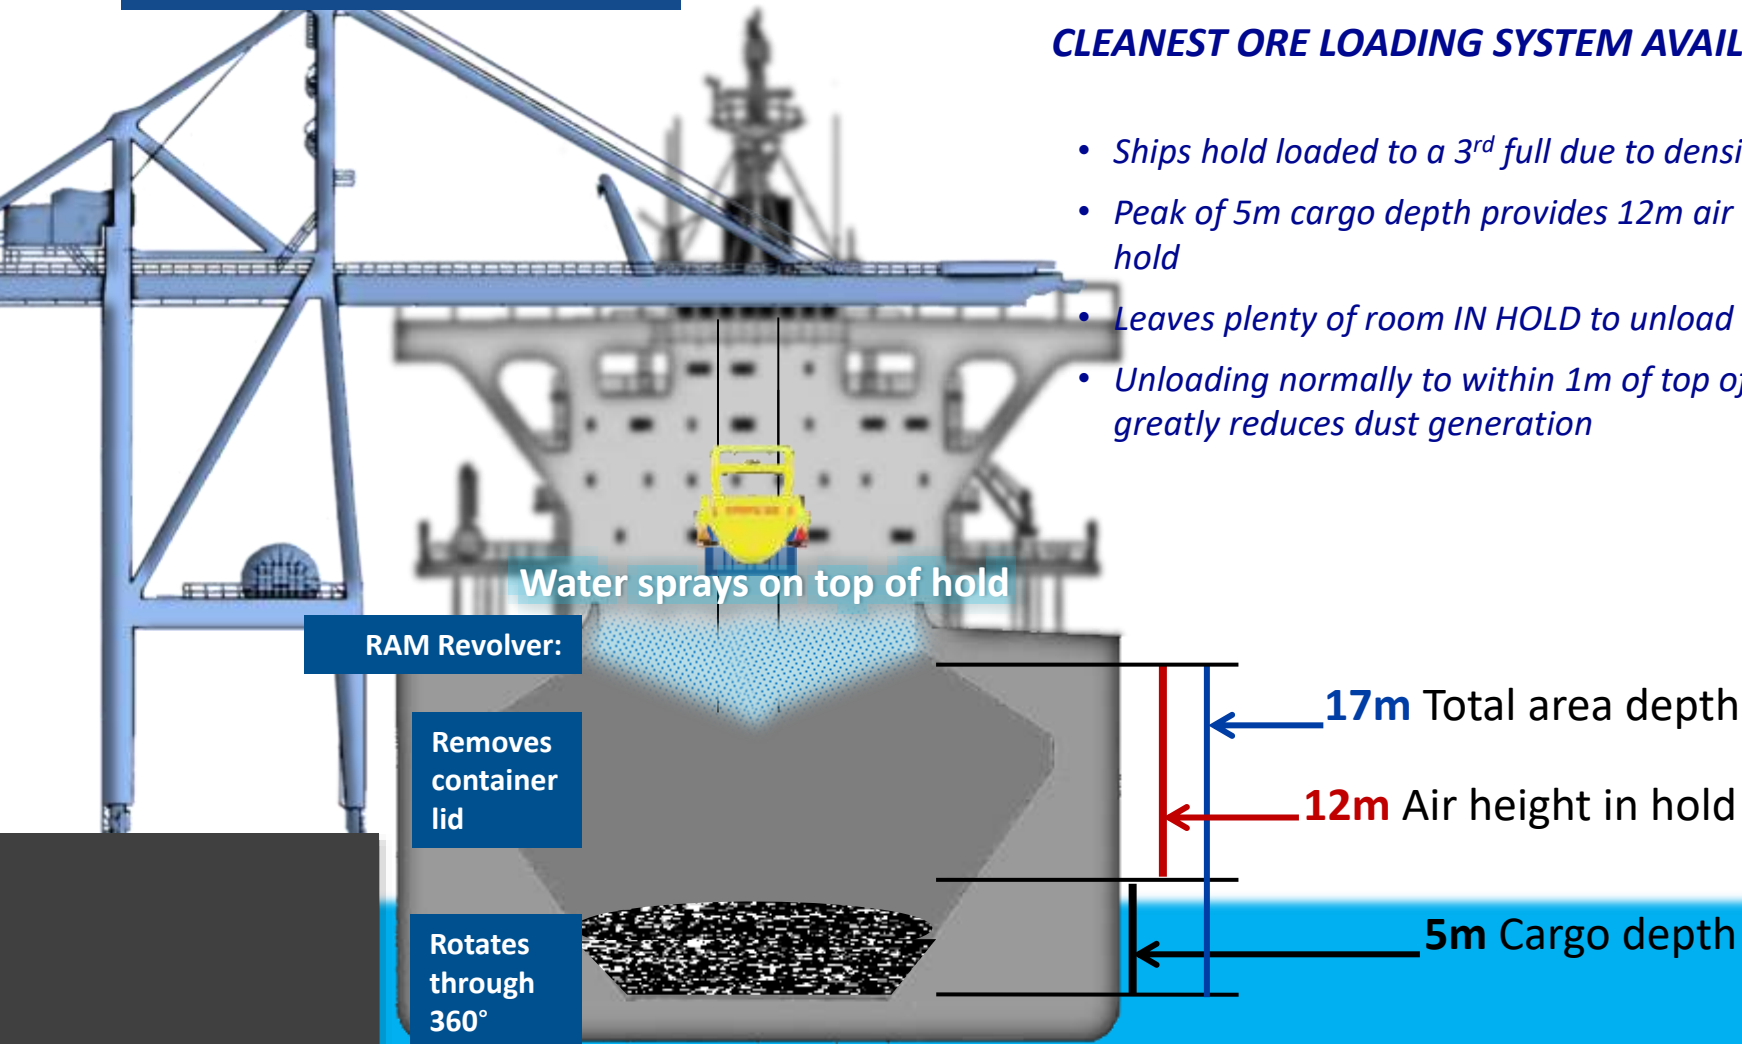 CLEANEST ORE LOADING SYSTEM AVAIL
• Ships hold loaded to a 3rd full due to densi
• Peak of 5m cargo depth provides 12m air
hold
• Leaves plenty of room IN HOLD to unload
• Unloading normally to within 1m of top of
greatly reduces dust generation
Water sprays on top of hold
RAM Revolver:
Removes
container
lid
Rotates
through
360°
17m Total area depth
12m Air height in hold
5m Cargo depth